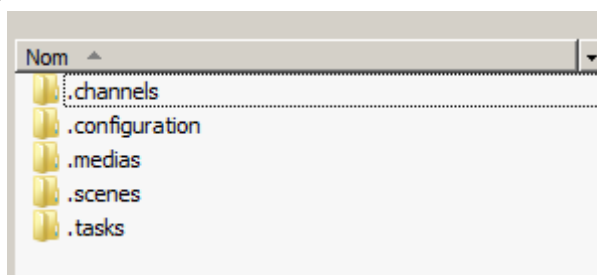 Nom
.channels
.configuration
.medias
.scenes
.tasks